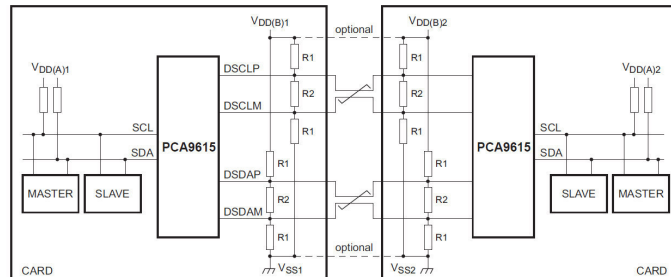 VDD(B)1
optional
VDD(B)2
VDD(A)1
DSCLP
R1
R1
VDD(A)2
DSCLM
R2
R2
SCL
R1
R1
SCL
SDA
PCA9615
PCA9615
SDA
R1
R1
DSDAP
MASTER
SLAVE
R2
R2
SLAVE
MASTER
DSDAM
R1
R1
optional
CARD
VSS1
VSS2
CARD